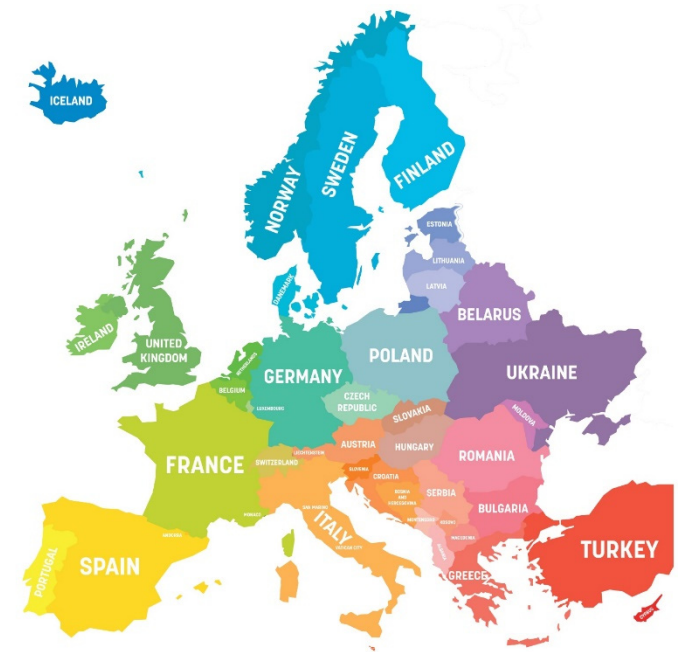 ICELAND
NORWAY
SWEDEN
FINLAND
ESTONIA
LITHUANIA
LATVIA
DANEMARK
BELARUS
IRELAND
UNITED
KINGDOM
NETHERLANDS
BELGIUM
LUXEMBOURG
GERMANY
POLAND
UKRAINE
CZECH
REPUBLIC
SLOVAKIA
MOLDOVA
FRANCE
SWITZERLAND
LIECHTENSTEIN
AUSTRIA
HUNGARY
ROMANIA
SLOVENIA
CROATIA
BOSNIA
AND
HERZEGOVINA
SERBIA
MONACO
SAN MARINO
ITALY
VATICAN CITY
MONTENEGRO
KOSOVO
BULGARIA
MACEDONIA
ALBANIA
GREECE
TURKEY
CYPRUS
ANDORRA
PORTUGAL
SPAIN